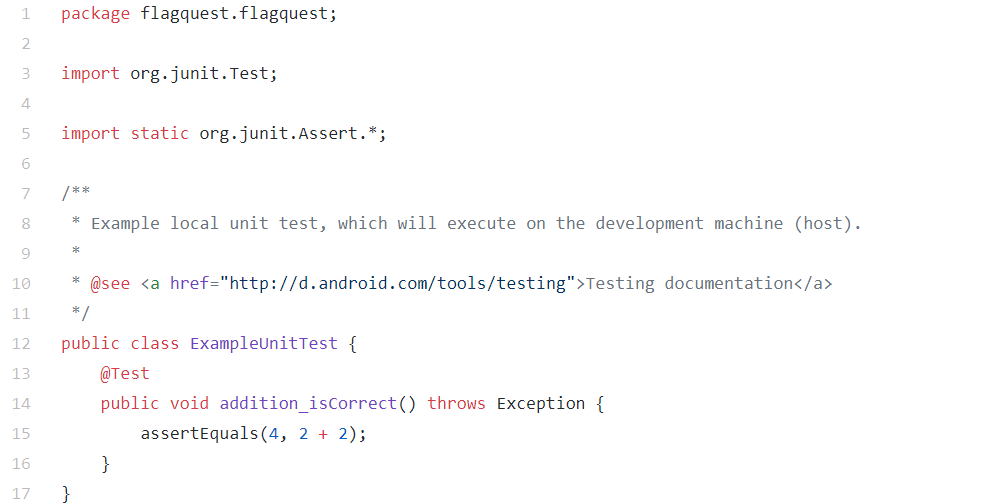 1 package flagquest.flagquest;
2
3 import org.junit.Test;
4
5 import static org.junit.Assert.*;
6
7 /**
8  * Example local unit test, which will execute on the development machine (host).
9  *
10  * @see <a href="http://d.android.com/tools/testing">Testing documentation</a>
11  */
12 public class ExampleUnitTest {
13     @Test
14     public void addition_isCorrect() throws Exception {
15         assertEquals(4, 2 + 2);
16     }
17 }